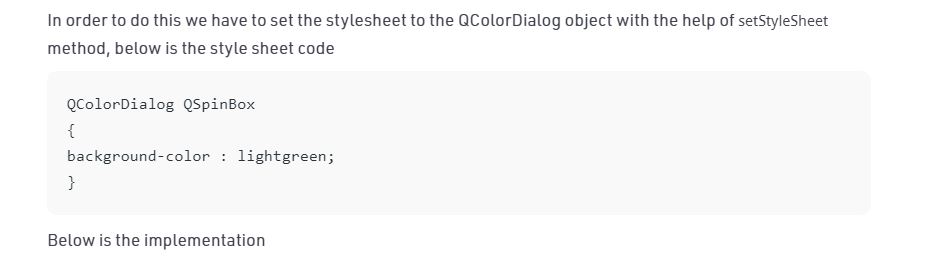 In order to do this we have to set the stylesheet to the QColorDialog object with the help of setStyleSheet
method, below is the style sheet code
QColorDialog QSpinBox
{
background-color : lightgreen;
}
Below is the implementation